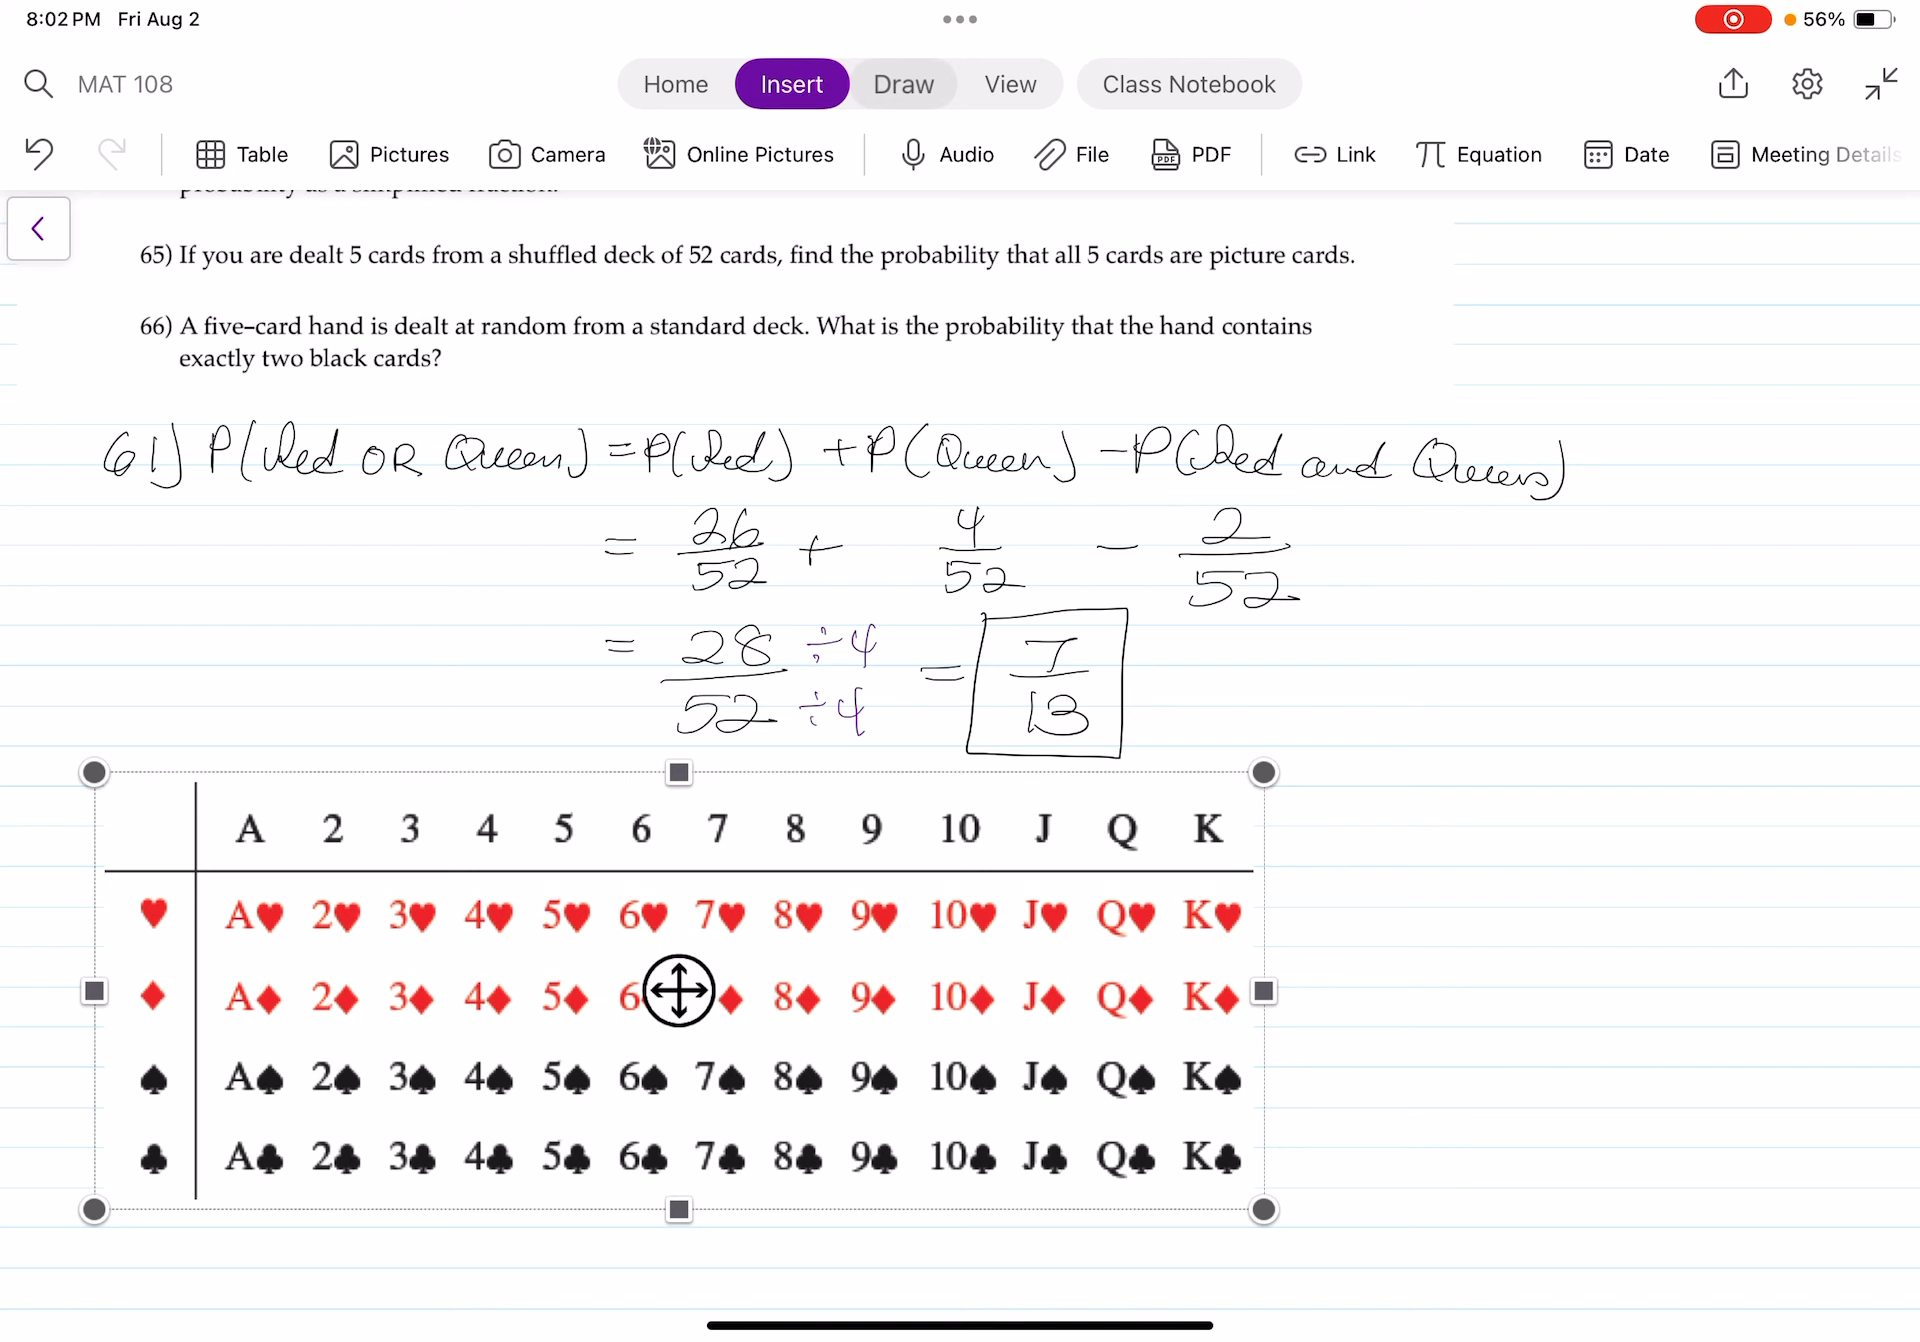 8:02 PM Fri Aug 2
56%
MAT 108
Home Insert Draw View Class Notebook
Table Pictures Camera Online Pictures Audio File PDF Link Equation Date Meeting Details
probability as a simplified fraction.
65) If you are dealt 5 cards from a shuffled deck of 52 cards, find the probability that all 5 cards are picture cards.
66) A five–card hand is dealt at random from a standard deck. What is the probability that the hand contains
exactly two black cards?
61) P(Red OR Queen) = P(Red) + P(Queen) - P(Red and Queens)
= 26/52 + 4/52 - 2/52
= 28/52 ÷4/÷4 = 7/13
A 2 3 4 5 6 7 8 9 10 J Q K
♥ A♥ 2♥ 3♥ 4♥ 5♥ 6♥ 7♥ 8♥ 9♥ 10♥ J♥ Q♥ K♥
♦ A♦ 2♦ 3♦ 4♦ 5♦ 6 ♦ 8♦ 9♦ 10♦ J♦ Q♦ K♦
♠ A♠ 2♠ 3♠ 4♠ 5♠ 6♠ 7♠ 8♠ 9♠ 10♠ J♠ Q♠ K♠
♣ A♣ 2♣ 3♣ 4♣ 5♣ 6♣ 7♣ 8♣ 9♣ 10♣ J♣ Q♣ K♣